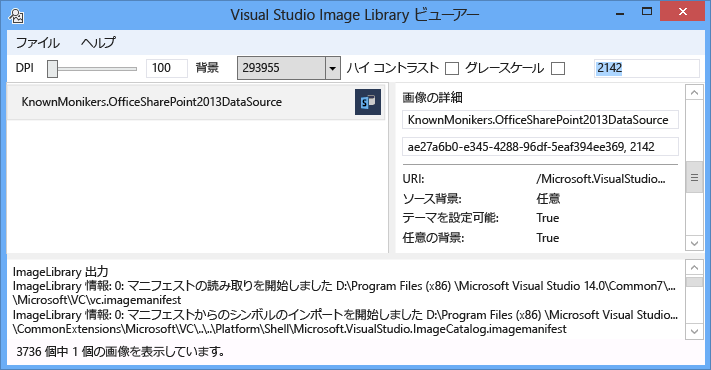 Visual Studio Image Library ビューアー
ファイル ヘルプ
DPI 100 背景 293955 ハイ コントラスト グレースケール 2142
KnownMonikers.OfficeSharePoint2013DataSource
画像の詳細
KnownMonikers.OfficeSharePoint2013DataSource
ae27a6b0-e345-4288-96df-5eaf394ee369, 2142
URI: /Microsoft.VisualStudio...
ソース背景: 任意
テーマを設定可能: True
任意の背景: True
ImageLibrary 出力
ImageLibrary 情報: 0: マニフェストの読み取りを開始しました D:\Program Files (x86) \Microsoft Visual Studio 14.0\Common7\...
\Microsoft\VC\vc.imagemanifest
ImageLibrary 情報: 0: マニフェストからのシンボルのインポートを開始しました D:\Program Files (x86) \Microsoft Visual Studio...
\CommonExtensions\Microsoft\VC\..\..\Platform\Shell\Microsoft.VisualStudio.ImageCatalog.imagemanifest
3736 個中 1 個の画像を表示しています。